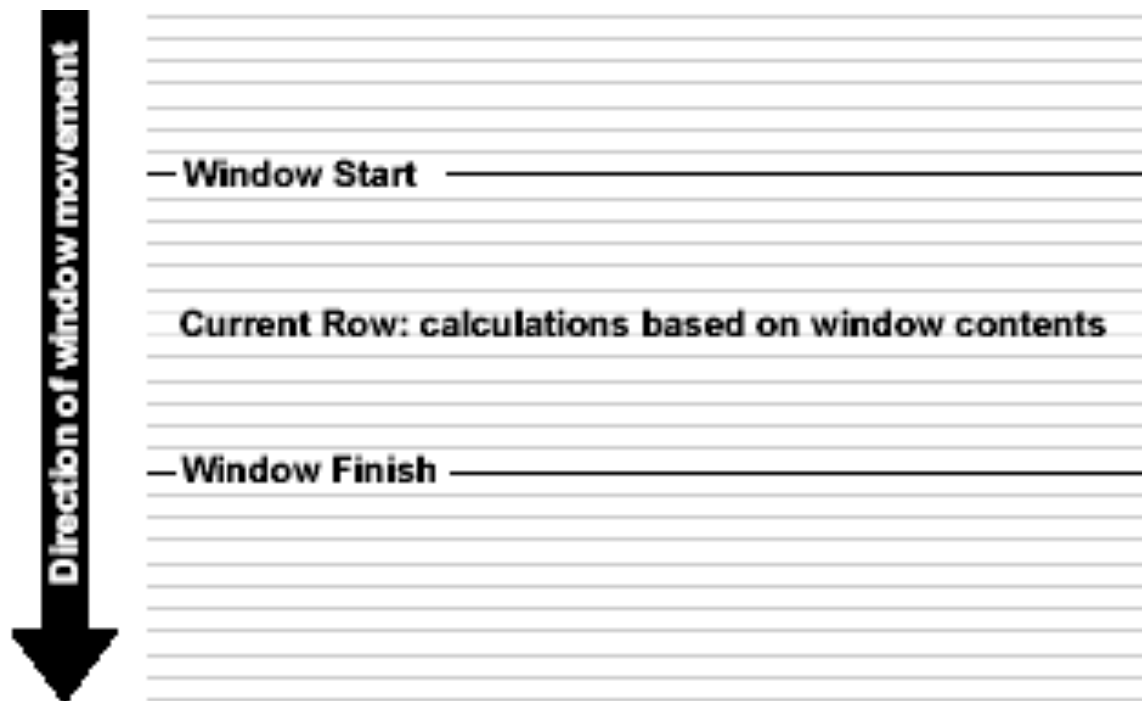 Direction of window movement
Window Start
Current Row: calculations based on window contents
Window Finish